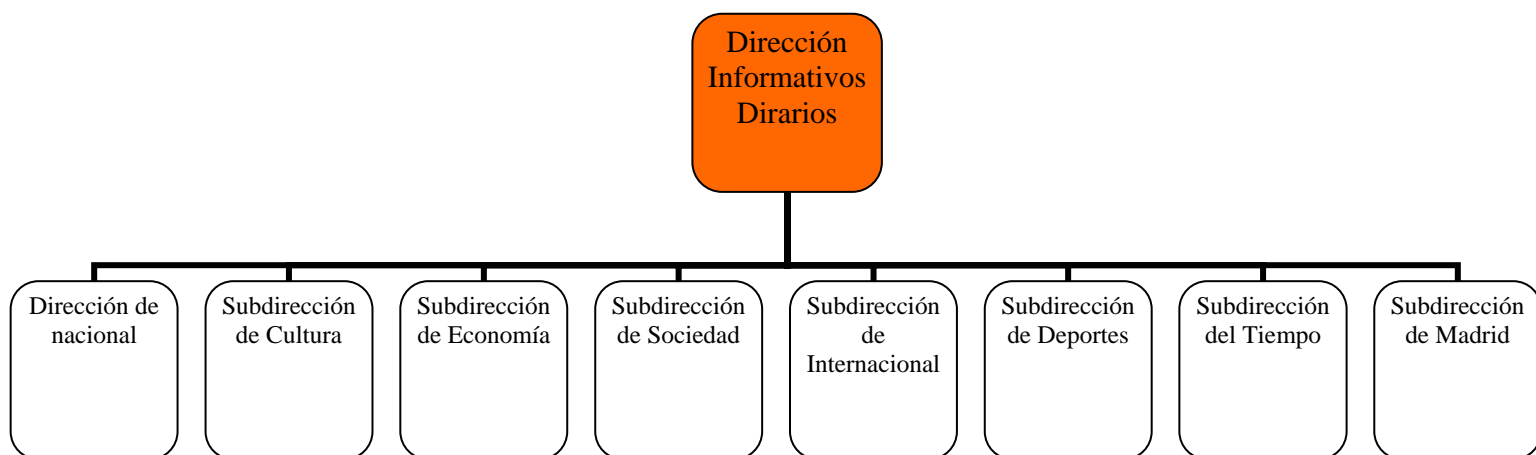 Dirección
Informativos
Dirarios
Dirección de
nacional
Subdirección
de Cultura
Subdirección
de Economía
Subdirección
de Sociedad
Subdirección
de
Internacional
Subdirección
de Deportes
Subdirección
del Tiempo
Subdirección
de Madrid